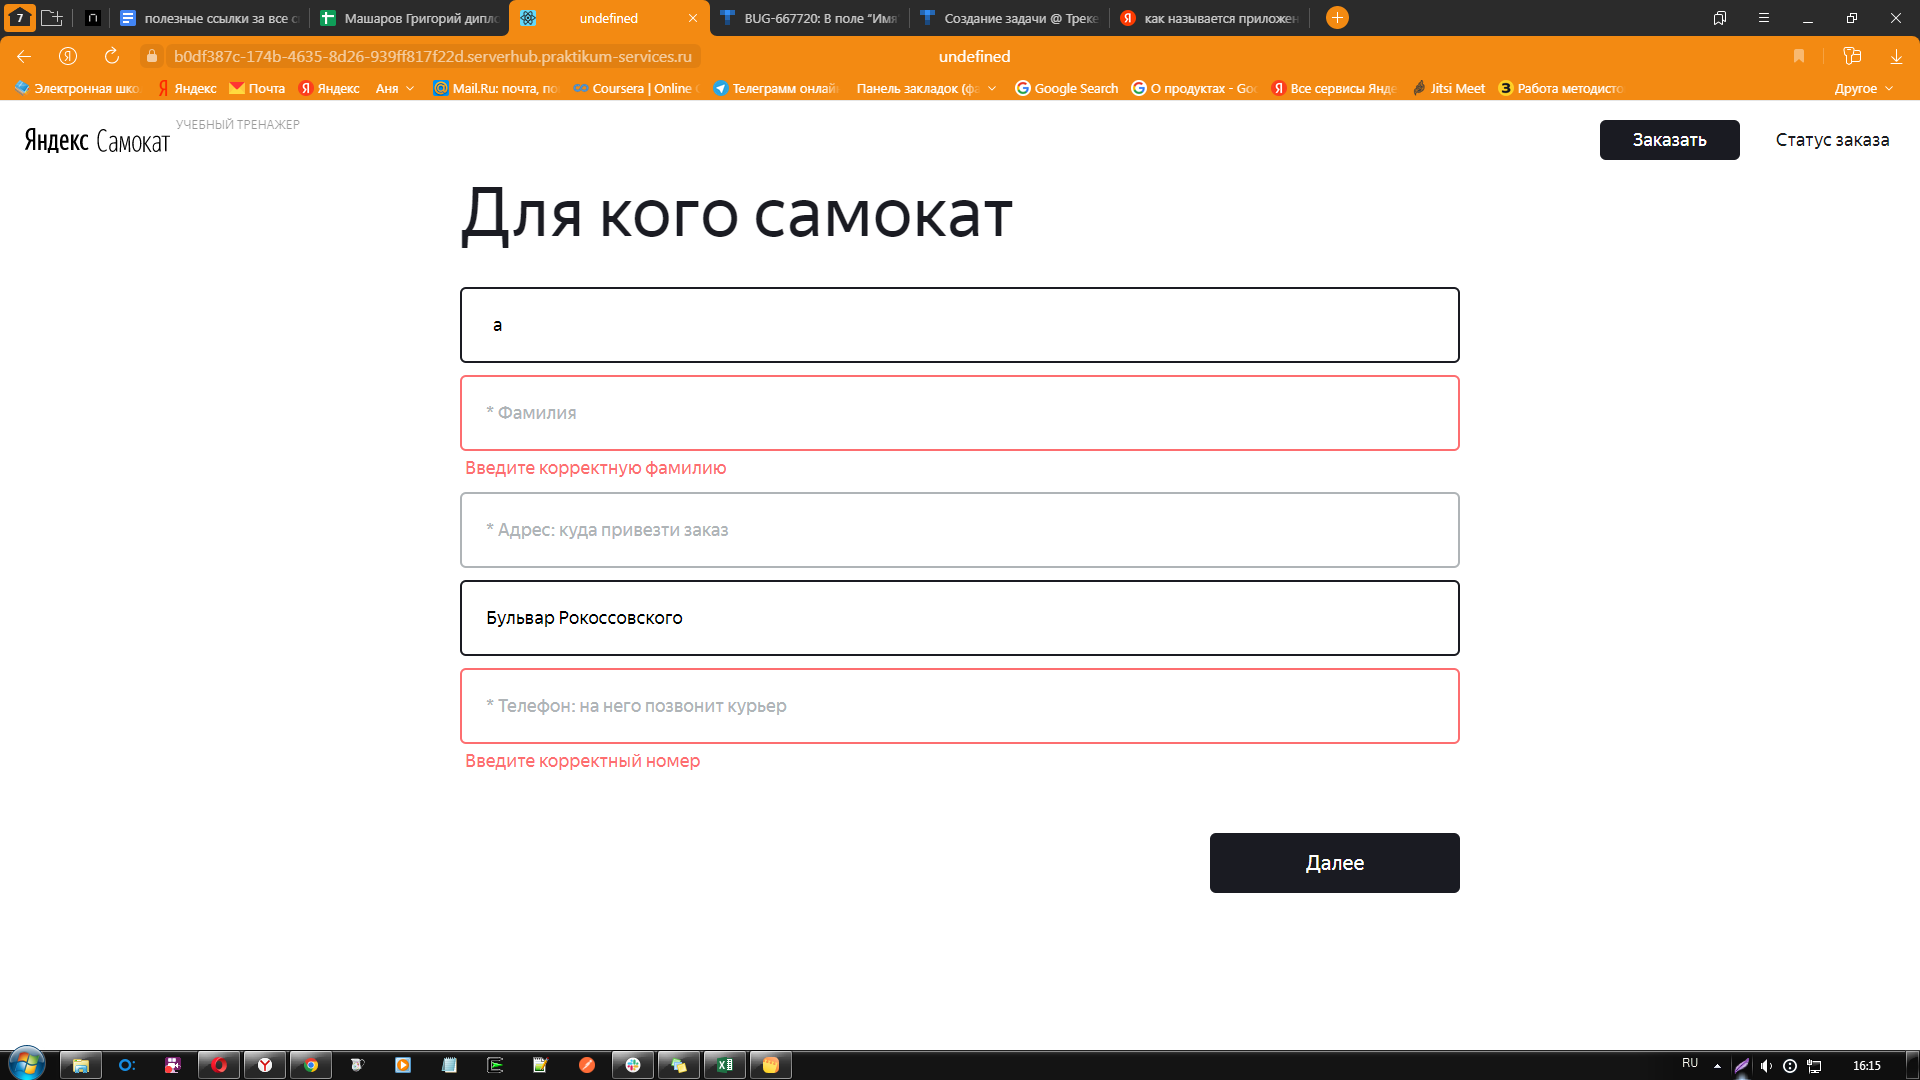 7
полезные ссылки за все с
Машаров Григорий дипл
undefined
BUG-667720: В поле "Имя"
Создание задачи @ Треке
как называется приложен
b0df387c-174b-4635-8d26-939ff817f22d.serverhub.praktikum-services.ru
undefined
Электронная шко
Яндекс
Почта
Яндекс
Аня
Mail.Ru: почта, по
Coursera | Online
Телеграмм онлай
Панель закладок (фа
Google Search
О продуктах - Goo
Все сервисы Янде
Jitsi Meet
Работа методисто
Другое
Яндекс Самокат
УЧЕБНЫЙ ТРЕНАЖЕР
Заказать
Статус заказа
Для кого самокат
а
* Фамилия
Введите корректную фамилию
* Адрес: куда привезти заказ
Бульвар Рокоссовского
* Телефон: на него позвонит курьер
Введите корректный номер
Далее
RU
16:15